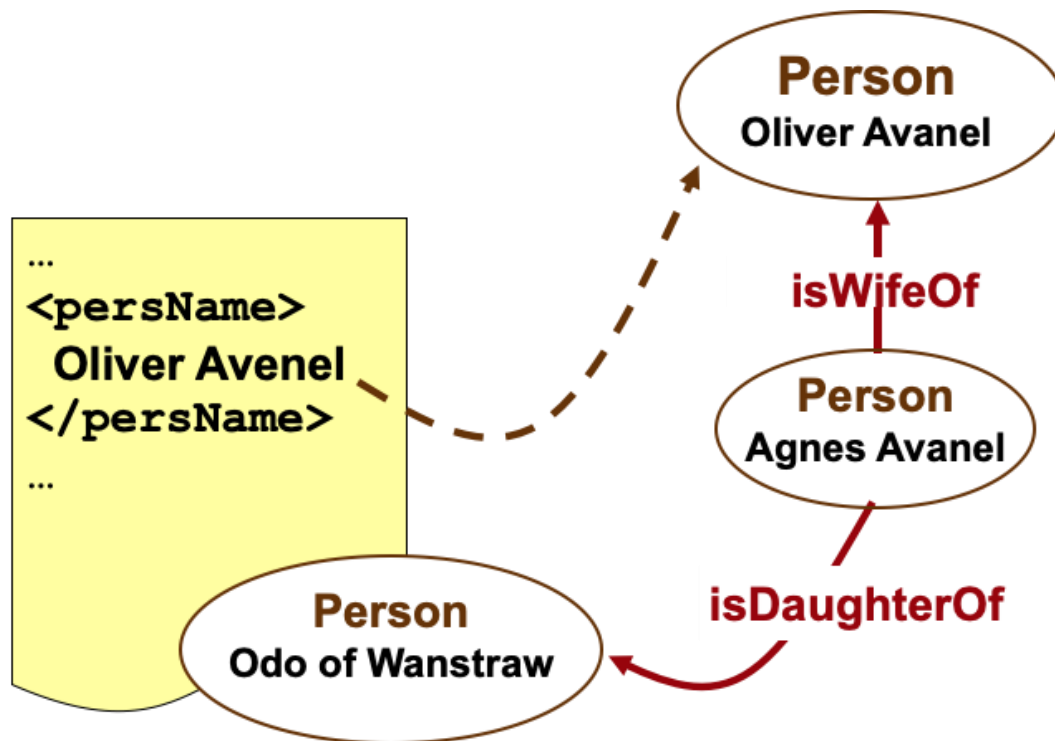 Person
Oliver Avanel
...
<persName>
Oliver Avenel
</persName>
...
isWifeOf
Person
Agnes Avanel
isDaughterOf
Person
Odo of Wanstraw